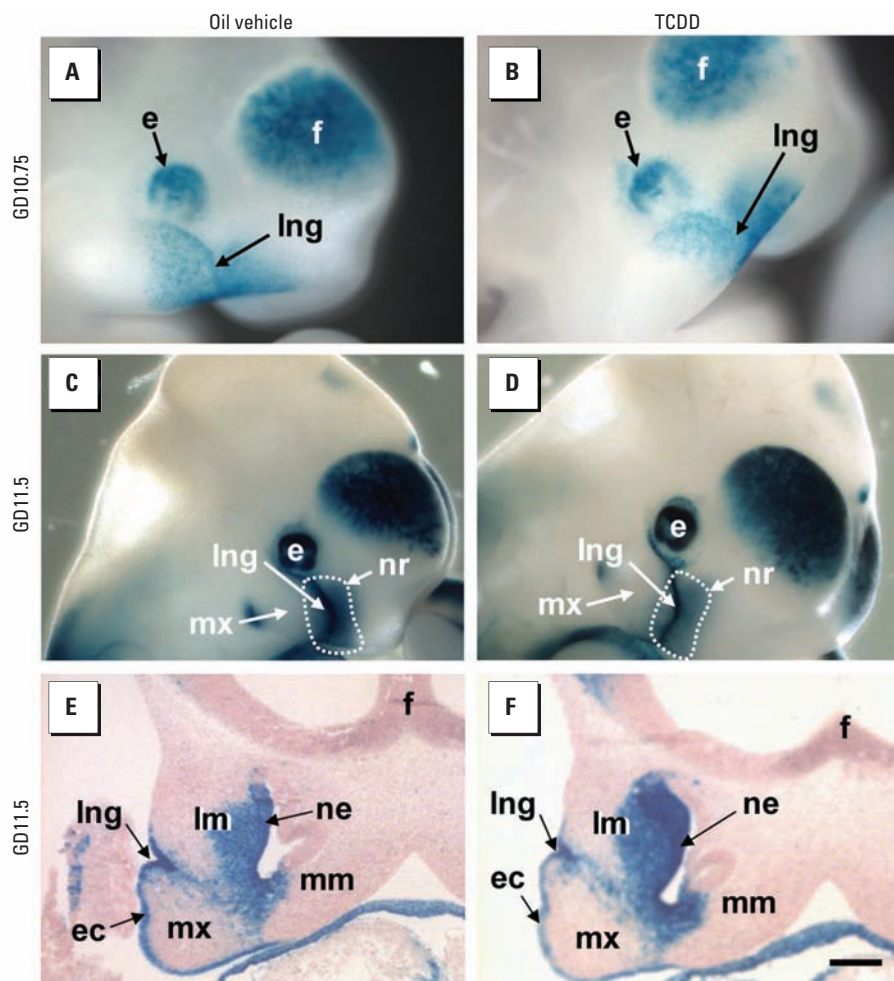 Oil vehicle
TCDD
GD10.75
A
e
f
lng
B
f
e
lng
GD11.5
C
e
lng
nr
mx
D
e
lng
nr
mx
GD11.5
E
f
lng
lm
ne
ec
mx
mm
F
f
lng
lm
ne
ec
mx
mm